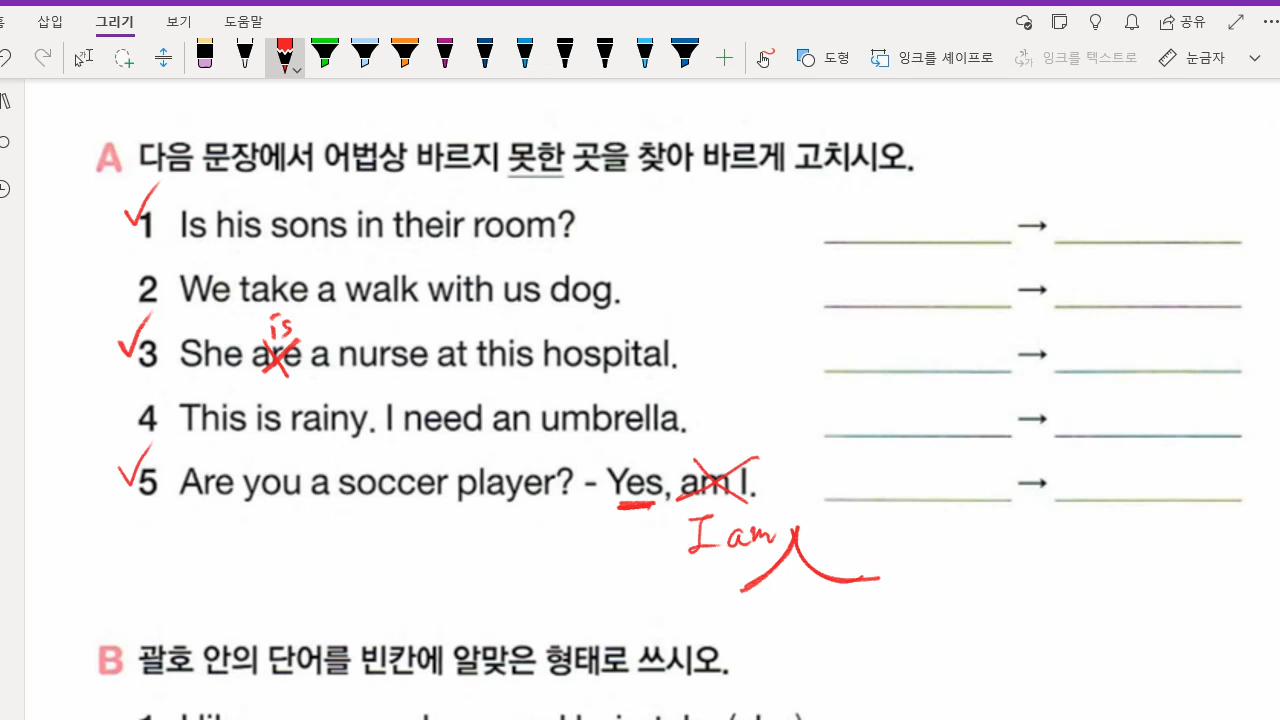 삽입 그리기 보기 도움말
공유
도형 잉크를 셰이프로 잉크를 텍스트로 눈금자
A 다음 문장에서 어법상 바르지 못한 곳을 찾아 바르게 고치시오.
1 Is his sons in their room? →
2 We take a walk with us dog. →
is
3 She are a nurse at this hospital. →
4 This is rainy. I need an umbrella. →
5 Are you a soccer player? - Yes, am I. →
I am
B 괄호 안의 단어를 빈칸에 알맞은 형태로 쓰시오.